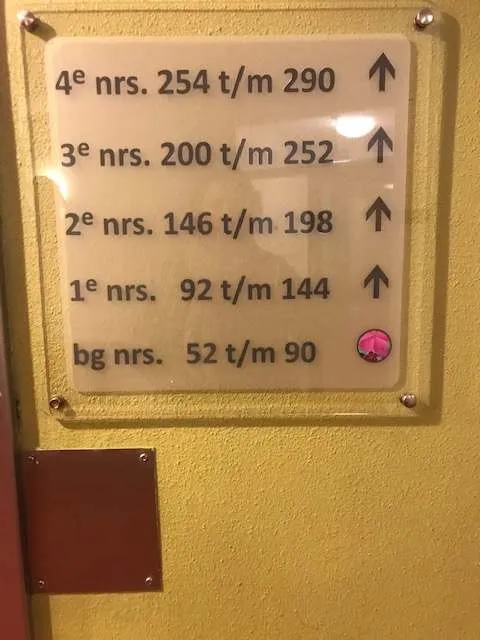 4e nrs. 254 t/m 290 ↑
3e nrs. 200 t/m 252 ↑
2e nrs. 146 t/m 198 ↑
1e nrs. 92 t/m 144 ↑
bg nrs. 52 t/m 90